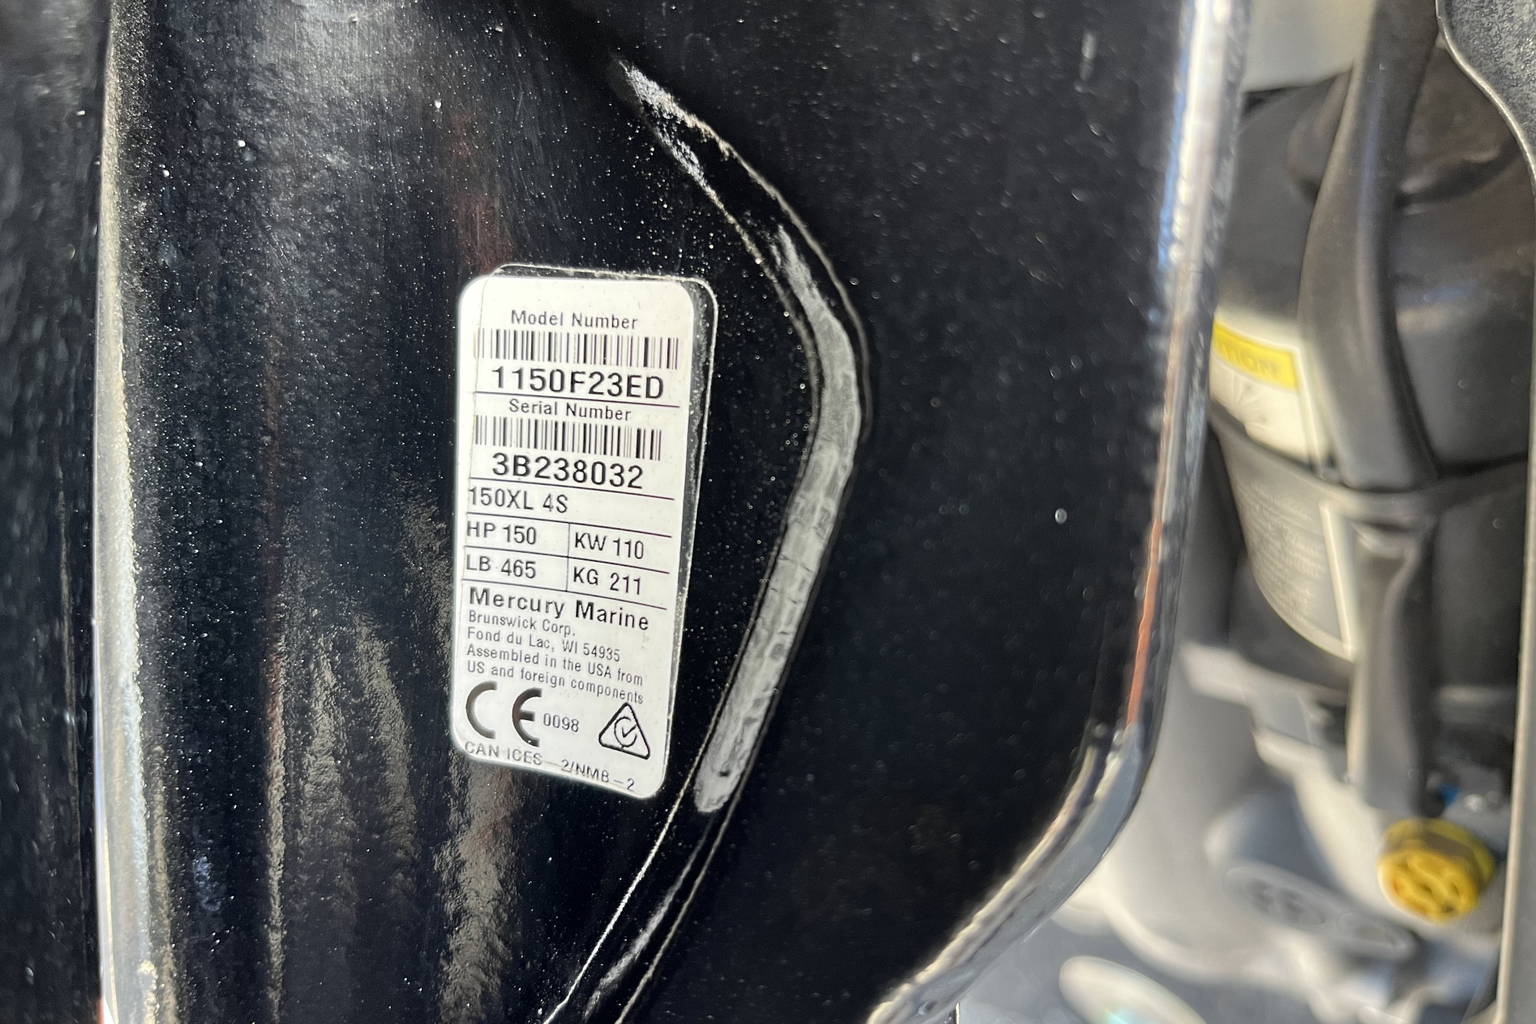 Model Number
1150F23ED
Serial Number
3B238032
150XL 4S
HP 150 KW 110
LB 465 KG 211
Mercury Marine
Brunswick Corp.
Fond du Lac, WI 54935
Assembled in the USA from
US and foreign components
CE 0098
CAN ICES-2/NMB-2